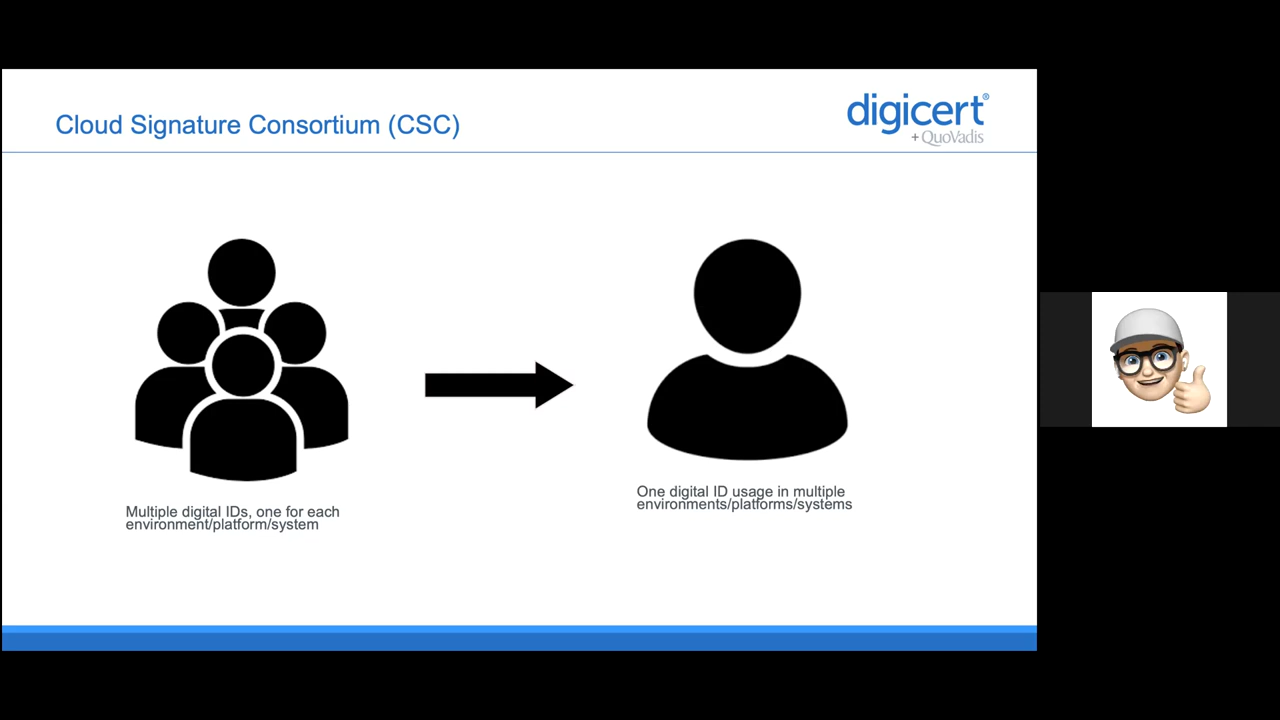 Cloud Signature Consortium (CSC)
digicert®
+ QuoVadis
Multiple digital IDs, one for each
environment/platform/system
One digital ID usage in multiple
environments/platforms/systems